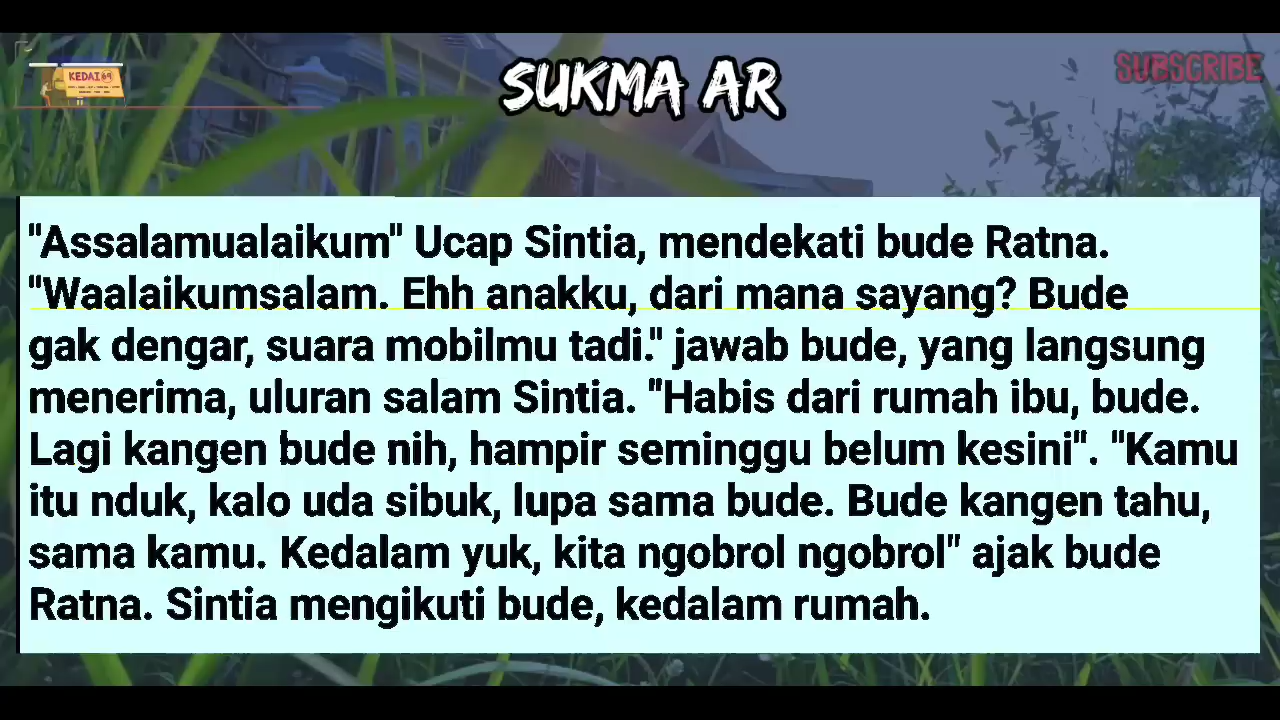 KEDAI 69
SUKMA AR
SUBSCRIBE
"Assalamualaikum" Ucap Sintia, mendekati bude Ratna.
"Waalaikumsalam. Ehh anakku, dari mana sayang? Bude
gak dengar, suara mobilmu tadi." jawab bude, yang langsung
menerima, uluran salam Sintia. "Habis dari rumah ibu, bude.
Lagi kangen bude nih, hampir seminggu belum kesini". "Kamu
itu nduk, kalo uda sibuk, lupa sama bude. Bude kangen tahu,
sama kamu. Kedalam yuk, kita ngobrol ngobrol" ajak bude
Ratna. Sintia mengikuti bude, kedalam rumah.